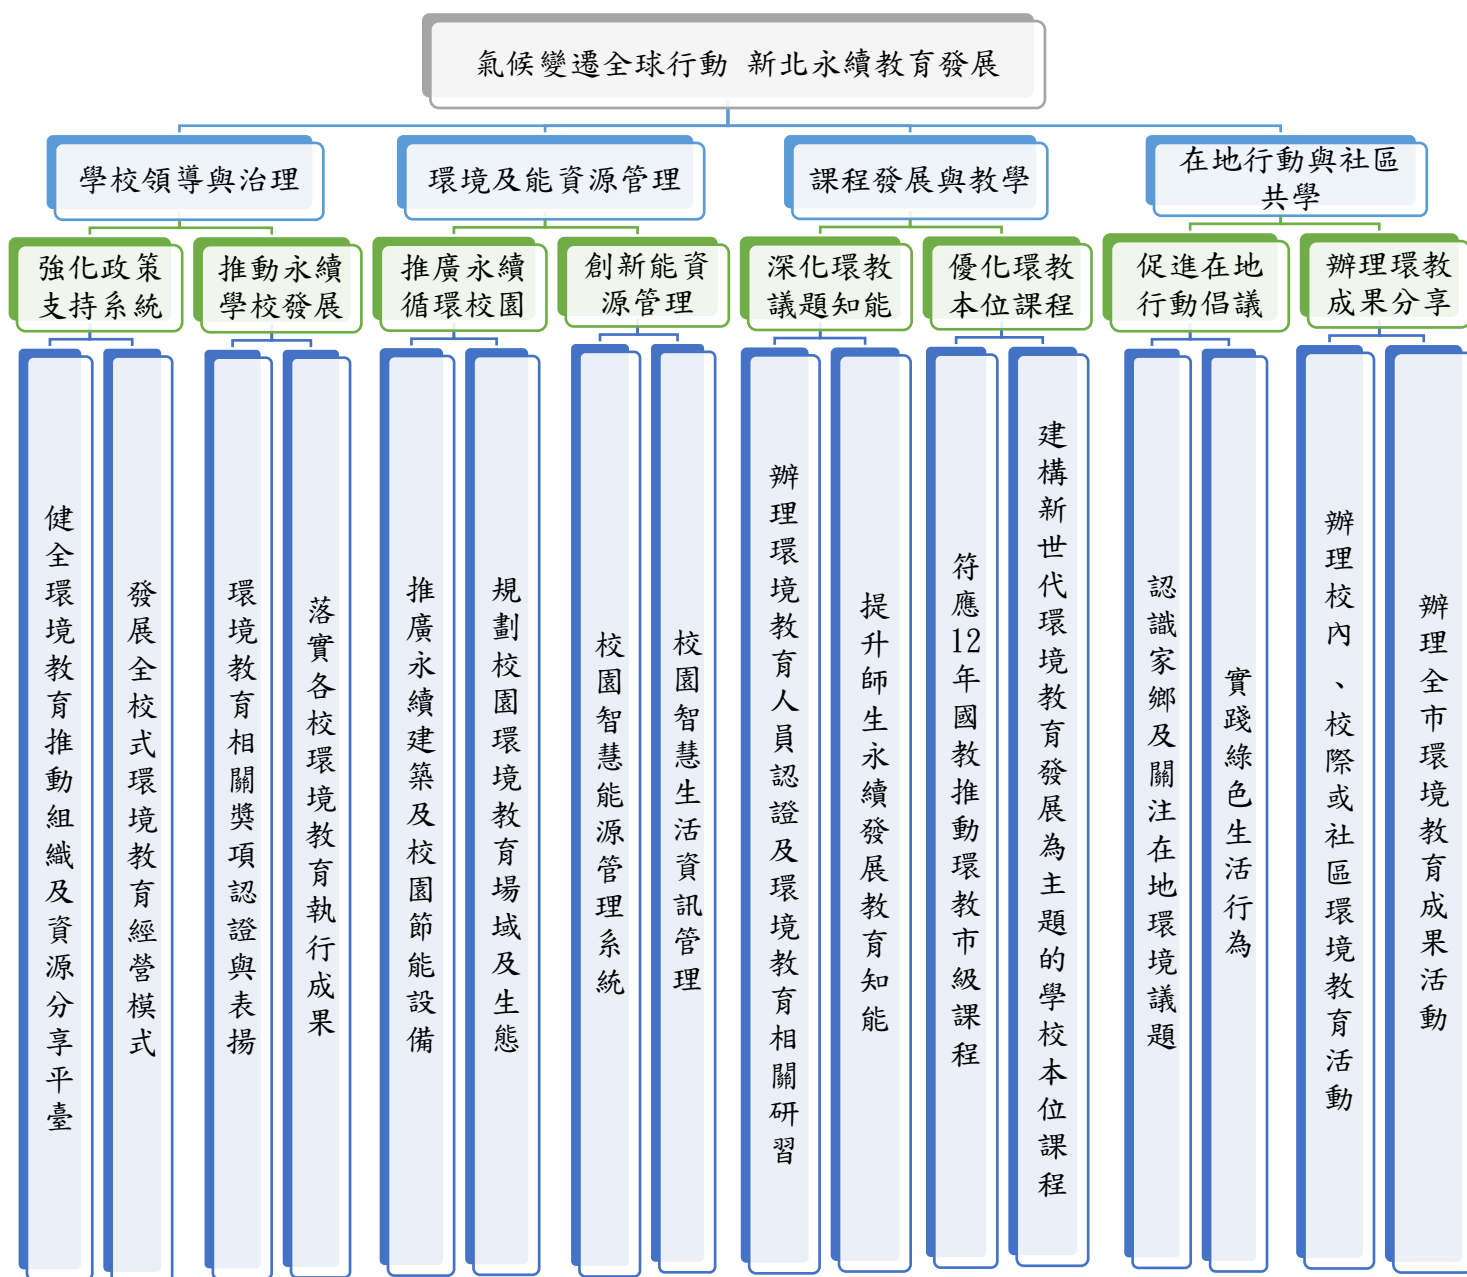 氣候變遷全球行動 新北永續教育發展
學校領導與治理
環境及能資源管理
課程發展與教學
在地行動與社區
共學
強化政策
支持系統
推動永續
學校發展
推廣永續
循環校園
創新能資
源管理
深化環教
議題知能
優化環教
本位課程
促進在地
行動倡議
辦理環教
成果分享
健全環境教育推動組織及資源分享平臺
發展全校式環境教育經營模式
環境教育相關獎項認證與表揚
落實各校環境教育執行成果
推廣永續建築及校園節能設備
規劃校園環境教育場域及生態
校園智慧能源管理系統
校園智慧生活資訊管理
辦理環境教育人員認證及環境教育相關研習
提升師生永續發展教育知能
符應12年國教推動環教市級課程
建構新世代環境教育發展為主題的學校本位課程
認識家鄉及關注在地環境議題
實踐綠色生活行為
辦理校內、校際或社區環境教育活動
辦理全市環境教育成果活動